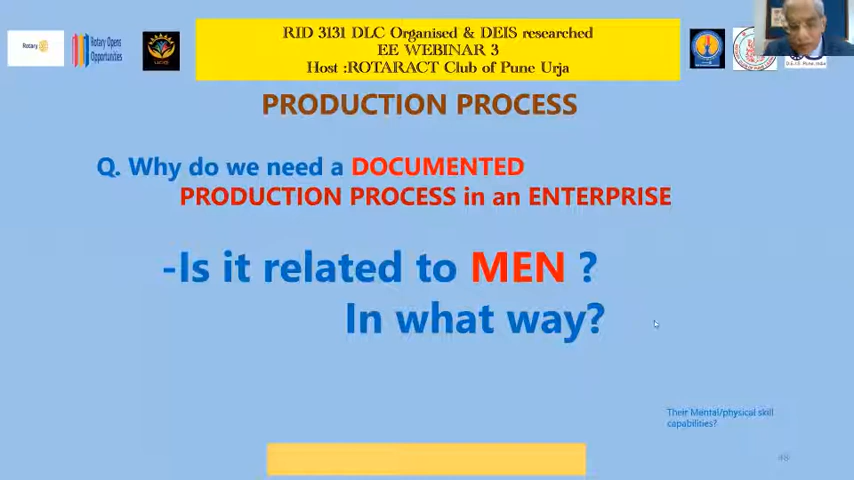 Rotary
Rotary Opens
Opportunities
RID 3131 DLC Organised & DEIS researched
EE WEBINAR 3
Host :ROTARACT Club of Pune Urja
PRODUCTION PROCESS
Q. Why do we need a DOCUMENTED
PRODUCTION PROCESS in an ENTERPRISE
-Is it related to MEN ?
In what way?
Their Mental/physical skill
capabilities?
48